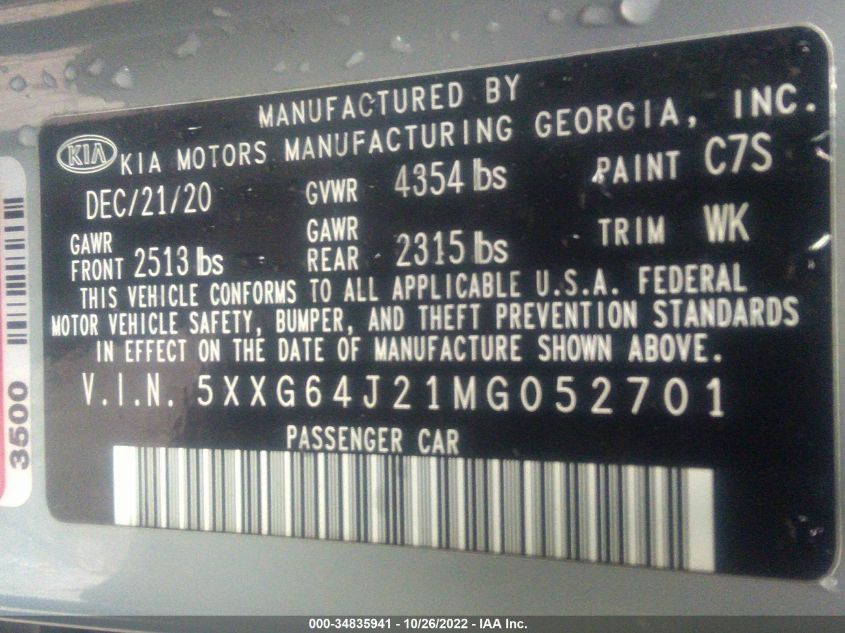 MANUFACTURED BY
KIA KIA MOTORS MANUFACTURING GEORGIA, INC.
DEC/21/20 GVWR 4354 lbs PAINT C7S
GAWR FRONT 2513 lbs GAWR REAR 2315 lbs TRIM WK
THIS VEHICLE CONFORMS TO ALL APPLICABLE U.S.A. FEDERAL
MOTOR VEHICLE SAFETY, BUMPER, AND THEFT PREVENTION STANDARDS
IN EFFECT ON THE DATE OF MANUFACTURE SHOWN ABOVE.
V.I.N. 5XXG64J21MG052701
PASSENGER CAR
3500
000-34835941 - 10/26/2022 - IAA Inc.